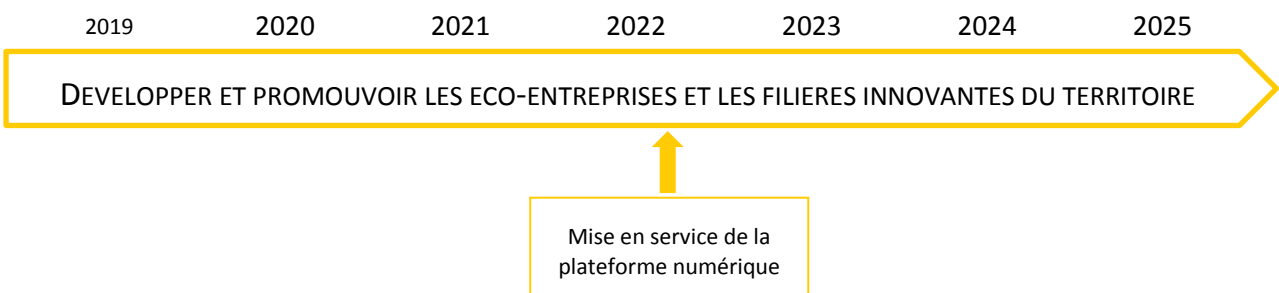 2019 2020 2021 2022 2023 2024 2025
DEVELOPPER ET PROMOUVOIR LES ECO-ENTREPRISES ET LES FILIERES INNOVANTES DU TERRITOIRE
Mise en service de la
plateforme numérique